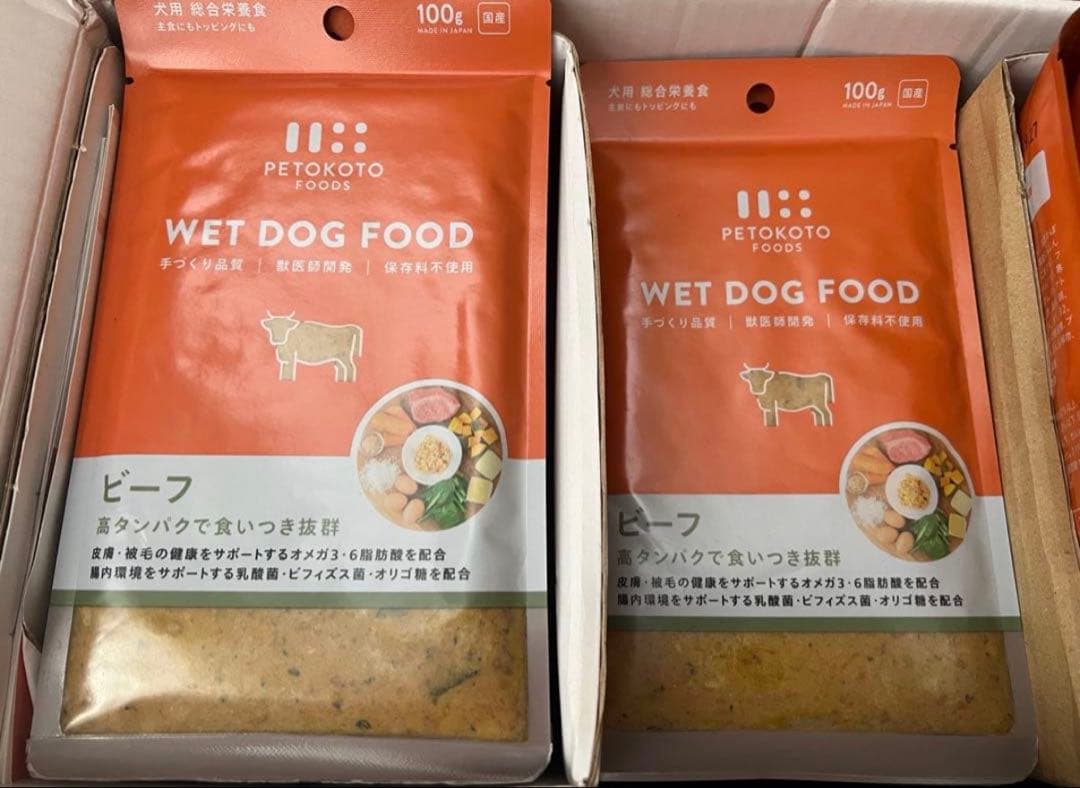 犬用 総合栄養食
主食にもトッピングにも
100g
MADE IN JAPAN
国産
PETOKOTO
FOODS
WET DOG FOOD
手づくり品質 | 獣医師開発 | 保存料不使用
ビーフ
高タンパクで食いつき抜群
皮膚・被毛の健康をサポートするオメガ3・6脂肪酸を配合
腸内環境をサポートする乳酸菌・ビフィズス菌・オリゴ糖を配合
犬用 総合栄養食
主食にもトッピングにも
100g
MADE IN JAPAN
国産
PETOKOTO
FOODS
WET DOG FOOD
手づくり品質 | 獣医師開発 | 保存料不使用
ビーフ
高タンパクで食いつき抜群
皮膚・被毛の健康をサポートするオメガ3・6脂肪酸を配合
腸内環境をサポートする乳酸菌・ビフィズス菌・オリゴ糖を配合